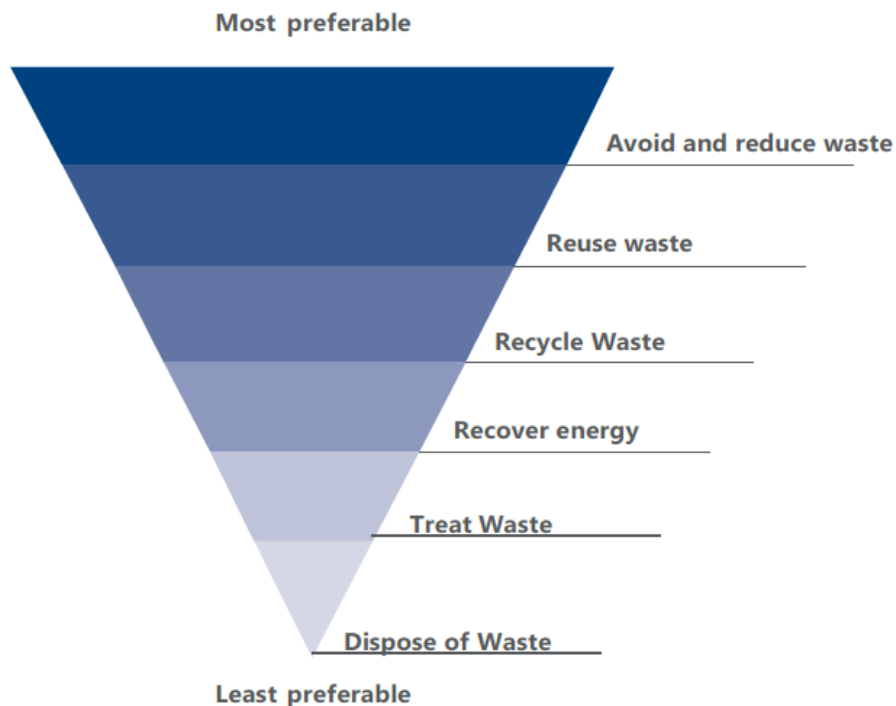 Most preferable
Avoid and reduce waste
Reuse waste
Recycle Waste
Recover energy
Treat Waste
Dispose of Waste
Least preferable